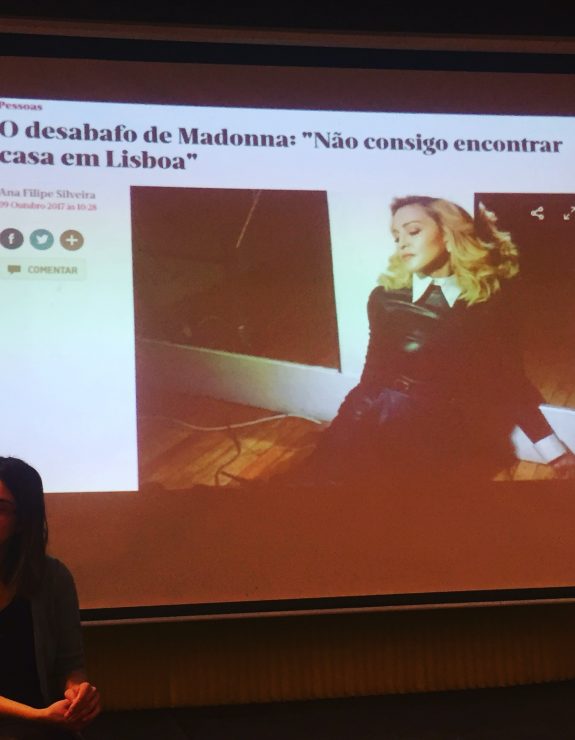 Pessoas
O desabafo de Madonna: "Não consigo encontrar
casa em Lisboa"
Ana Filipe Silveira
09 Outubro 2017 às 10:28
COMENTAR